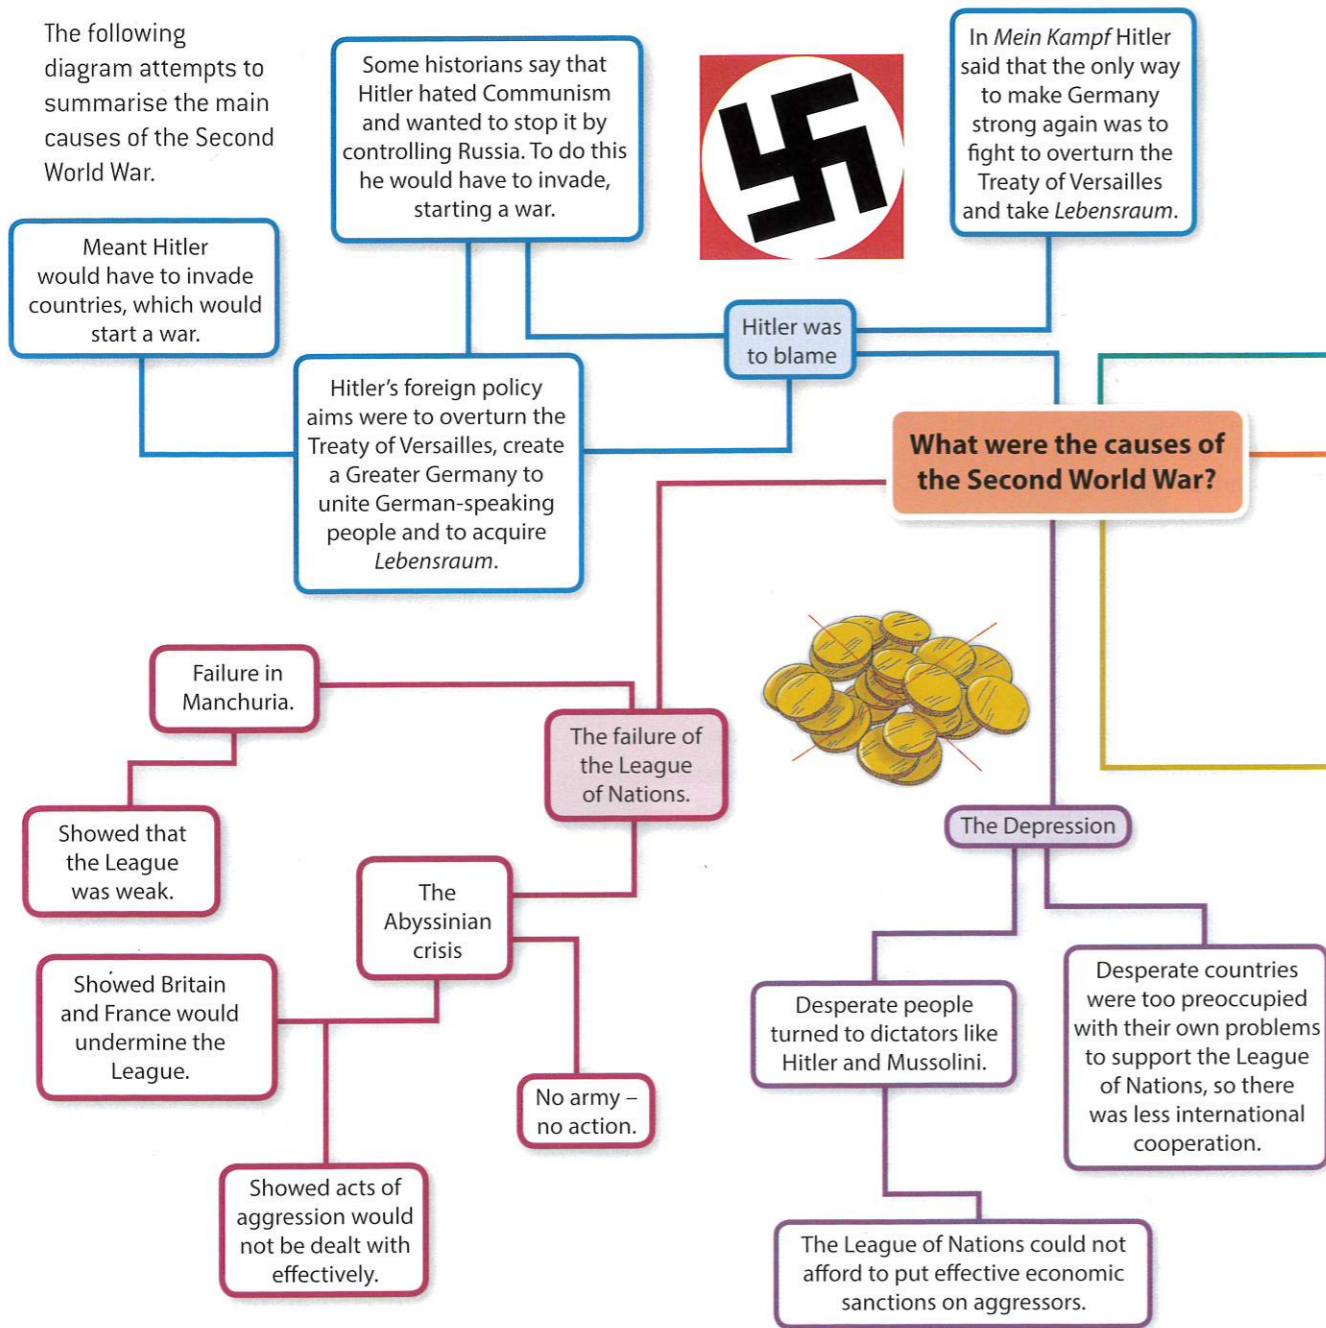 The following
diagram attempts to
summarise the main
causes of the Second
World War.
Some historians say that
Hitler hated Communism
and wanted to stop it by
controlling Russia. To do this
he would have to invade,
starting a war.
In Mein Kampf Hitler
said that the only way
to make Germany
strong again was to
fight to overturn the
Treaty of Versailles
and take Lebensraum.
Meant Hitler
would have to invade
countries, which would
start a war.
Hitler was
to blame
Hitler’s foreign policy
aims were to overturn the
Treaty of Versailles, create
a Greater Germany to
unite German-speaking
people and to acquire
Lebensraum.
What were the causes of
the Second World War?
Failure in
Manchuria.
The failure of
the League
of Nations.
Showed that
the League
was weak.
The
Abyssinian
crisis
Showed Britain
and France would
undermine the
League.
No army –
no action.
Showed acts of
aggression would
not be dealt with
effectively.
The Depression
Desperate people
turned to dictators like
Hitler and Mussolini.
Desperate countries
were too preoccupied
with their own problems
to support the League
of Nations, so there
was less international
cooperation.
The League of Nations could not
afford to put effective economic
sanctions on aggressors.